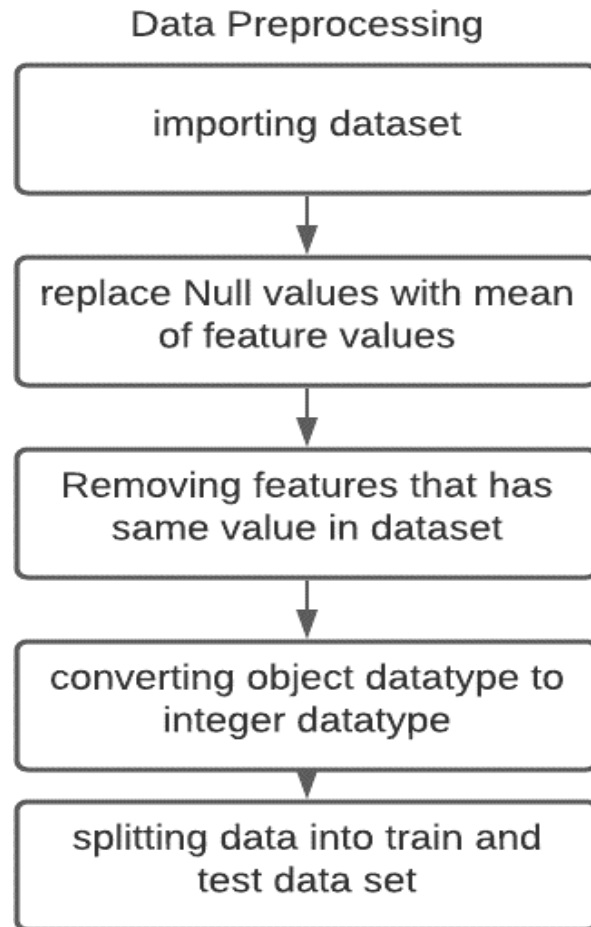 Data Preprocessing
importing dataset
replace Null values with mean
of feature values
Removing features that has
same value in dataset
converting object datatype to
integer datatype
splitting data into train and
test data set